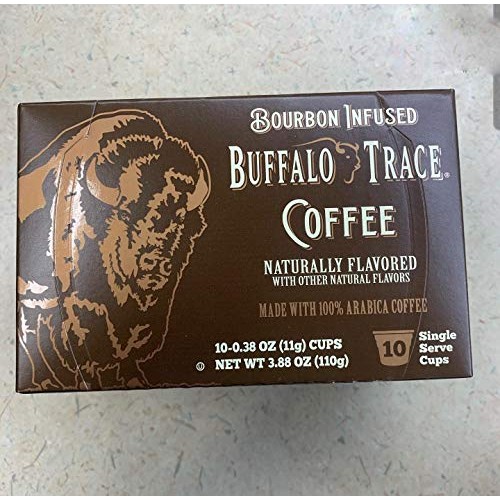 BOURBON INFUSED
BUFFALO TRACE®
COFFEE
NATURALLY FLAVORED
WITH OTHER NATURAL FLAVORS
MADE WITH 100% ARABICA COFFEE
10-0.38 OZ (11g) CUPS
Ⓤ NET WT 3.88 OZ (110g)
10 Single
Serve
Cups